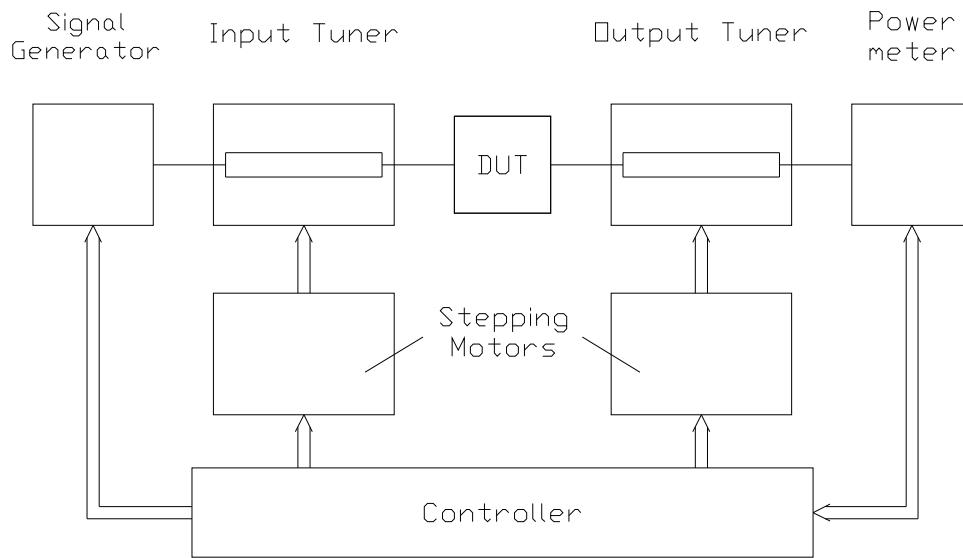 Signal
Generator
Input Tuner
Output Tuner
Power
meter
DUT
Stepping
Motors
Controller